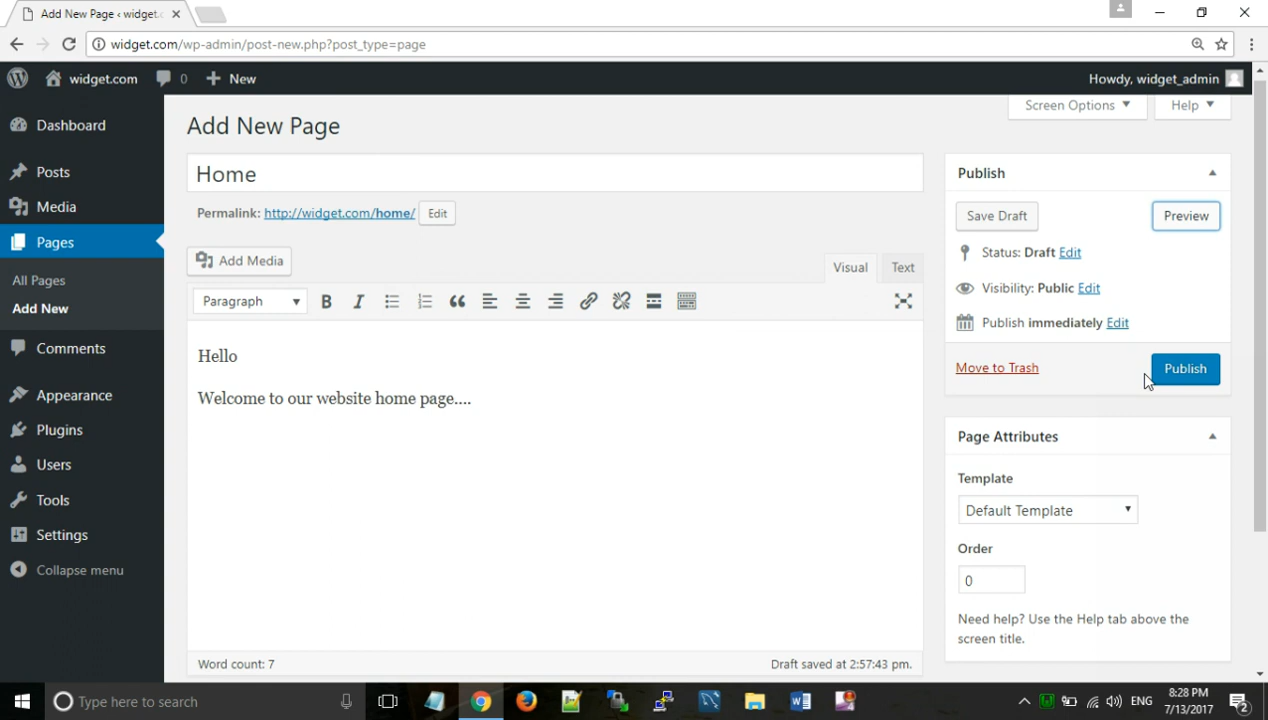 Add New Page ‹ widget.c
widget.com/wp-admin/post-new.php?post_type=page
widget.com 0 New Howdy, widget_admin
Screen Options Help
Dashboard
Posts
Media
Pages
All Pages
Add New
Comments
Appearance
Plugins
Users
Tools
Settings
Collapse menu
Add New Page
Home
Permalink: http://widget.com/home/ Edit
Add Media
Visual Text
Paragraph B I
Hello
Welcome to our website home page....
Word count: 7 Draft saved at 2:57:43 pm.
Publish
Save Draft Preview
Status: Draft Edit
Visibility: Public Edit
Publish immediately Edit
Move to Trash Publish
Page Attributes
Template
Default Template
Order
0
Need help? Use the Help tab above the
screen title.
Type here to search
ENG
8:28 PM
7/13/2017
2